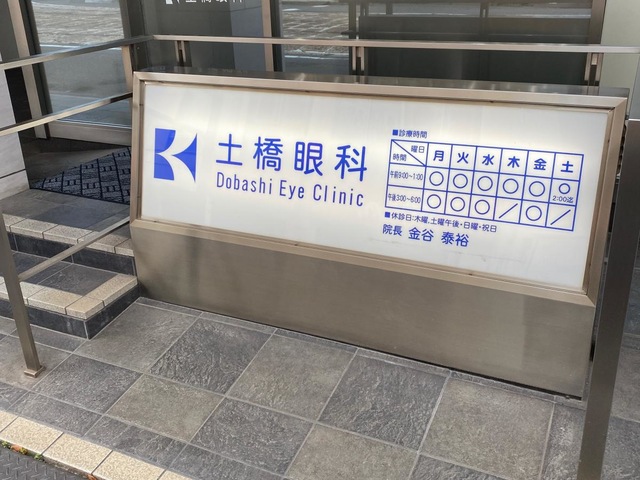 土橋眼科
Dobashi Eye Clinic
■診療時間
曜日 時間 月 火 水 木 金 土
午前9:00～1:00 ○ ○ ○ ○ ○ ○ 2:00迄
午後3:00～6:00 ○ ○ ○ ／ ○ ／
■休診日:木曜,土曜午後・日曜・祝日
院長 金谷 泰裕